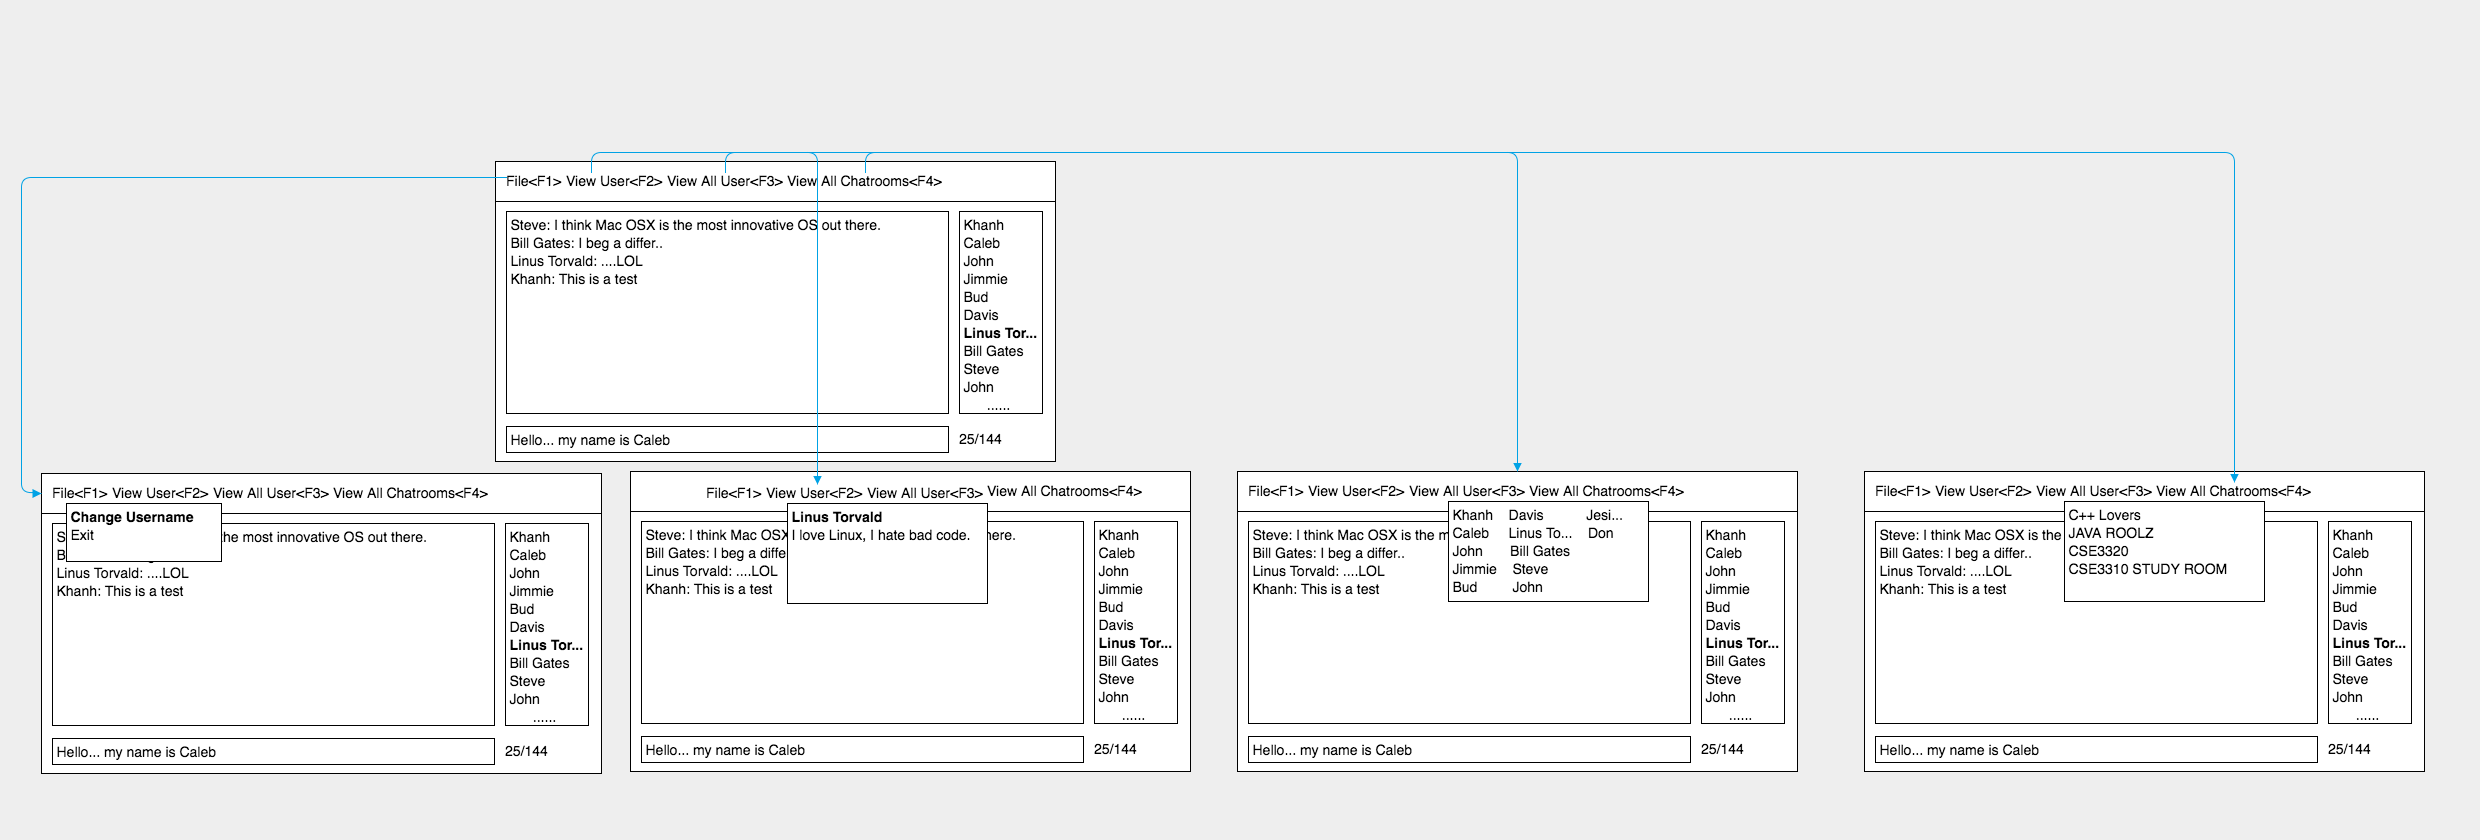 File<F1> View User<F2> View All User<F3> View All Chatrooms<F4>
Steve: I think Mac OSX is the most innovative OS out there.
Bill Gates: I beg a differ..
Linus Torvald: ....LOL
Khanh: This is a test
Khanh
Caleb
John
Jimmie
Bud
Davis
Linus Tor...
Bill Gates
Steve
John
......
Hello... my name is Caleb
25/144
File<F1> View User<F2> View All User<F3> View All Chatrooms<F4>
Change Username
Exit
he most innovative OS out there.
Linus Torvald: ....LOL
Khanh: This is a test
Khanh
Caleb
John
Jimmie
Bud
Davis
Linus Tor...
Bill Gates
Steve
John
......
Hello... my name is Caleb
25/144
File<F1> View User<F2> View All User<F3> View All Chatrooms<F4>
Linus Torvald
I love Linux, I hate bad code.
Steve: I think Mac OSX here.
Bill Gates: I beg a diffe
Linus Torvald: ....LOL
Khanh: This is a test
Khanh
Caleb
John
Jimmie
Bud
Davis
Linus Tor...
Bill Gates
Steve
John
......
Hello... my name is Caleb
25/144
File<F1> View User<F2> View All User<F3> View All Chatrooms<F4>
Khanh Davis Jesi...
Caleb Linus To... Don
John Bill Gates
Jimmie Steve
Bud John
Steve: I think Mac OSX is the m
Bill Gates: I beg a differ..
Linus Torvald: ....LOL
Khanh: This is a test
Khanh
Caleb
John
Jimmie
Bud
Davis
Linus Tor...
Bill Gates
Steve
John
......
Hello... my name is Caleb
25/144
File<F1> View User<F2> View All User<F3> View All Chatrooms<F4>
C++ Lovers
JAVA ROOLZ
CSE3320
CSE3310 STUDY ROOM
Steve: I think Mac OSX is the
Bill Gates: I beg a differ..
Linus Torvald: ....LOL
Khanh: This is a test
Khanh
Caleb
John
Jimmie
Bud
Davis
Linus Tor...
Bill Gates
Steve
John
......
Hello... my name is Caleb
25/144